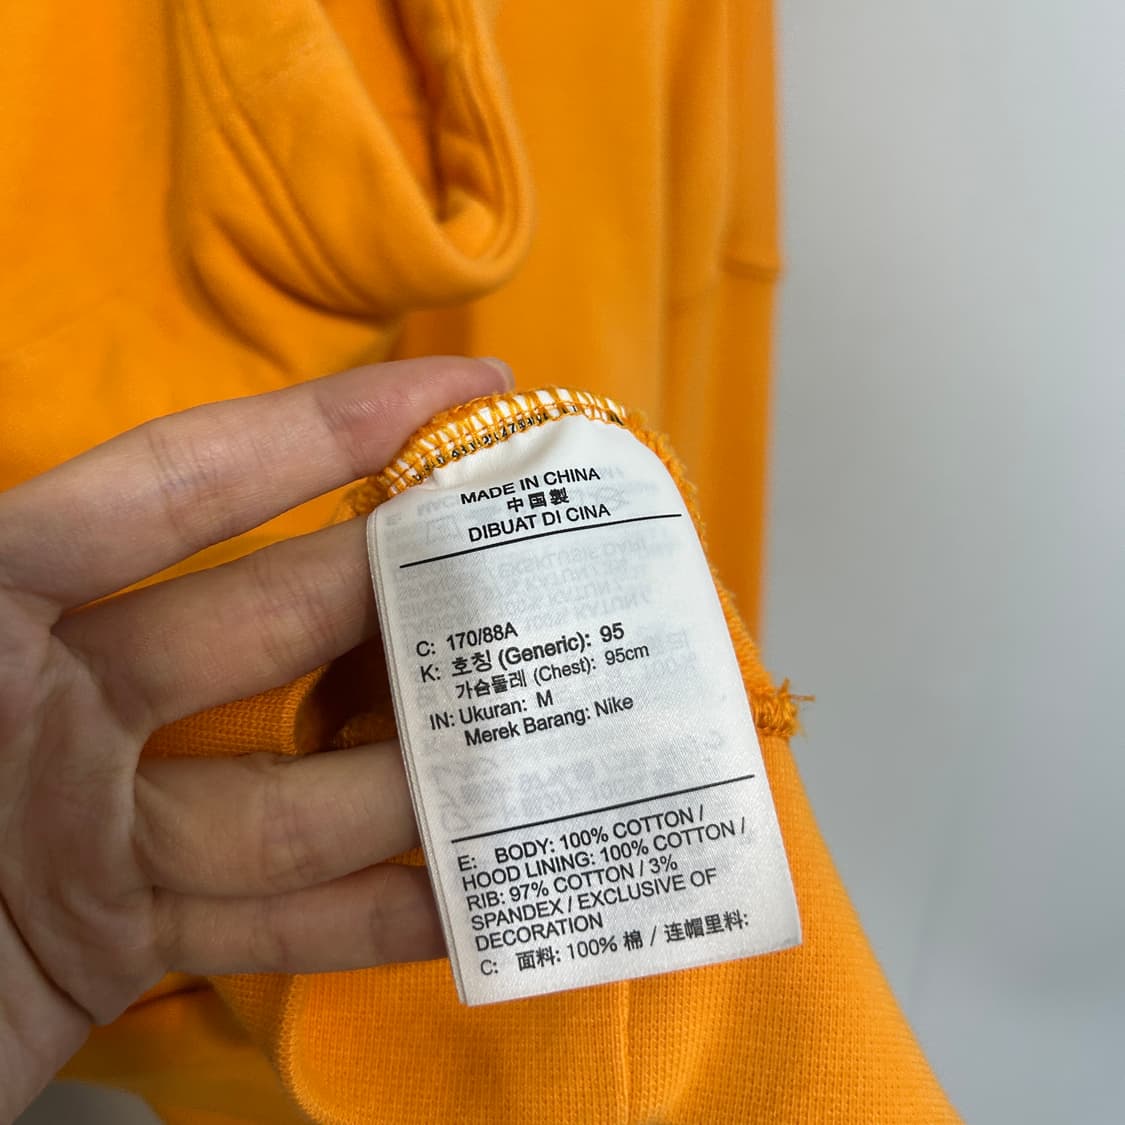 MADE IN CHINA
中国製
DIBUAT DI CINA
C: 170/88A
K: 호칭 (Generic): 95
가슴둘레 (Chest): 95cm
IN: Ukuran: M
Merek Barang: Nike
E: BODY: 100% COTTON /
HOOD LINING: 100% COTTON /
RIB: 97% COTTON / 3%
SPANDEX / EXCLUSIVE OF
DECORATION
C: 面料: 100% 棉 / 连帽里料: